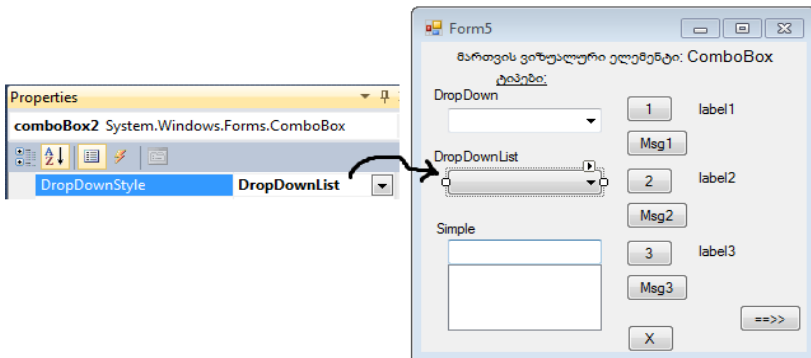 Properties
comboBox2 System.Windows.Forms.ComboBox
DropDownStyle DropDownList
Form5
მართვის ვიზუალური ელემენტი: ComboBox
ტიპები:
DropDown
1 label1
Msg1
DropDownList
2 label2
Msg2
Simple
3 label3
Msg3
==>>
X